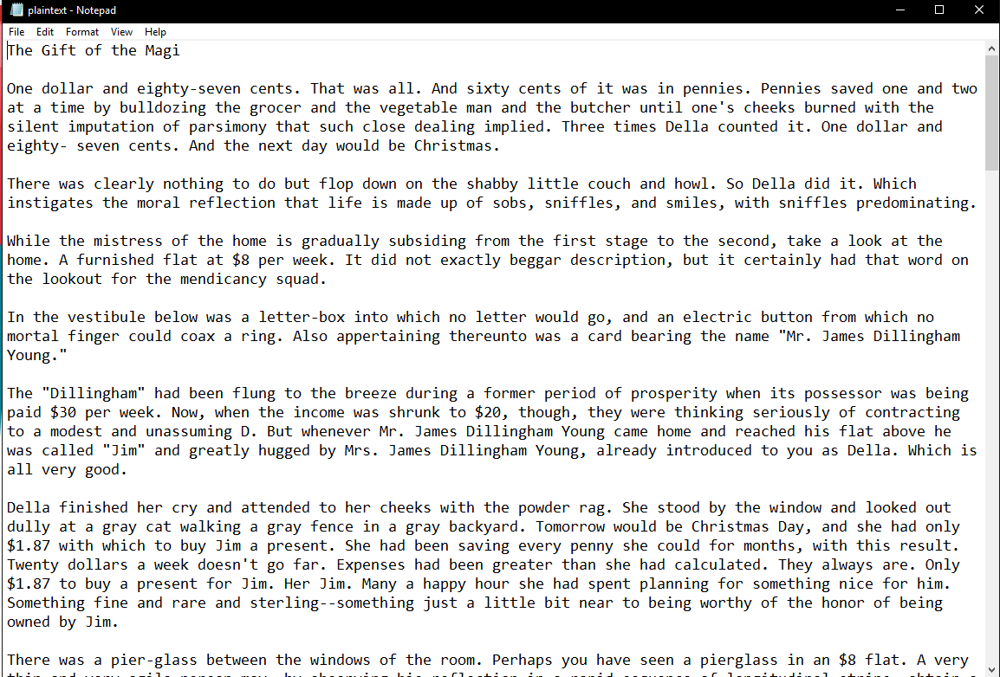 plaintext - Notepad
File Edit Format View Help
The Gift of the Magi
One dollar and eighty-seven cents. That was all. And sixty cents of it was in pennies. Pennies saved one and two
at a time by bulldozing the grocer and the vegetable man and the butcher until one's cheeks burned with the
silent imputation of parsimony that such close dealing implied. Three times Della counted it. One dollar and
eighty- seven cents. And the next day would be Christmas.
There was clearly nothing to do but flop down on the shabby little couch and howl. So Della did it. Which
instigates the moral reflection that life is made up of sobs, sniffles, and smiles, with sniffles predominating.
While the mistress of the home is gradually subsiding from the first stage to the second, take a look at the
home. A furnished flat at $8 per week. It did not exactly beggar description, but it certainly had that word on
the lookout for the mendicancy squad.
In the vestibule below was a letter-box into which no letter would go, and an electric button from which no
mortal finger could coax a ring. Also appertaining thereunto was a card bearing the name "Mr. James Dillingham
Young."
The "Dillingham" had been flung to the breeze during a former period of prosperity when its possessor was being
paid $30 per week. Now, when the income was shrunk to $20, though, they were thinking seriously of contracting
to a modest and unassuming D. But whenever Mr. James Dillingham Young came home and reached his flat above he
was called "Jim" and greatly hugged by Mrs. James Dillingham Young, already introduced to you as Della. Which is
all very good.
Della finished her cry and attended to her cheeks with the powder rag. She stood by the window and looked out
dully at a gray cat walking a gray fence in a gray backyard. Tomorrow would be Christmas Day, and she had only
$1.87 with which to buy Jim a present. She had been saving every penny she could for months, with this result.
Twenty dollars a week doesn't go far. Expenses had been greater than she had calculated. They always are. Only
$1.87 to buy a present for Jim. Her Jim. Many a happy hour she had spent planning for something nice for him.
Something fine and rare and sterling--something just a little bit near to being worthy of the honor of being
owned by Jim.
There was a pier-glass between the windows of the room. Perhaps you have seen a pierglass in an $8 flat. A very